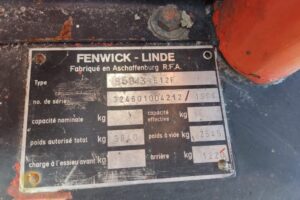 FENWICK - LINDE
Fabriqué en Aschaffenburg R.F.A.
Type
no. de série
324601004212/
capacité nominale kg
capacité effective kg
poids autorisé total kg
poids à vide kg 2545
charge à l'essieu avant kg
arrière kg